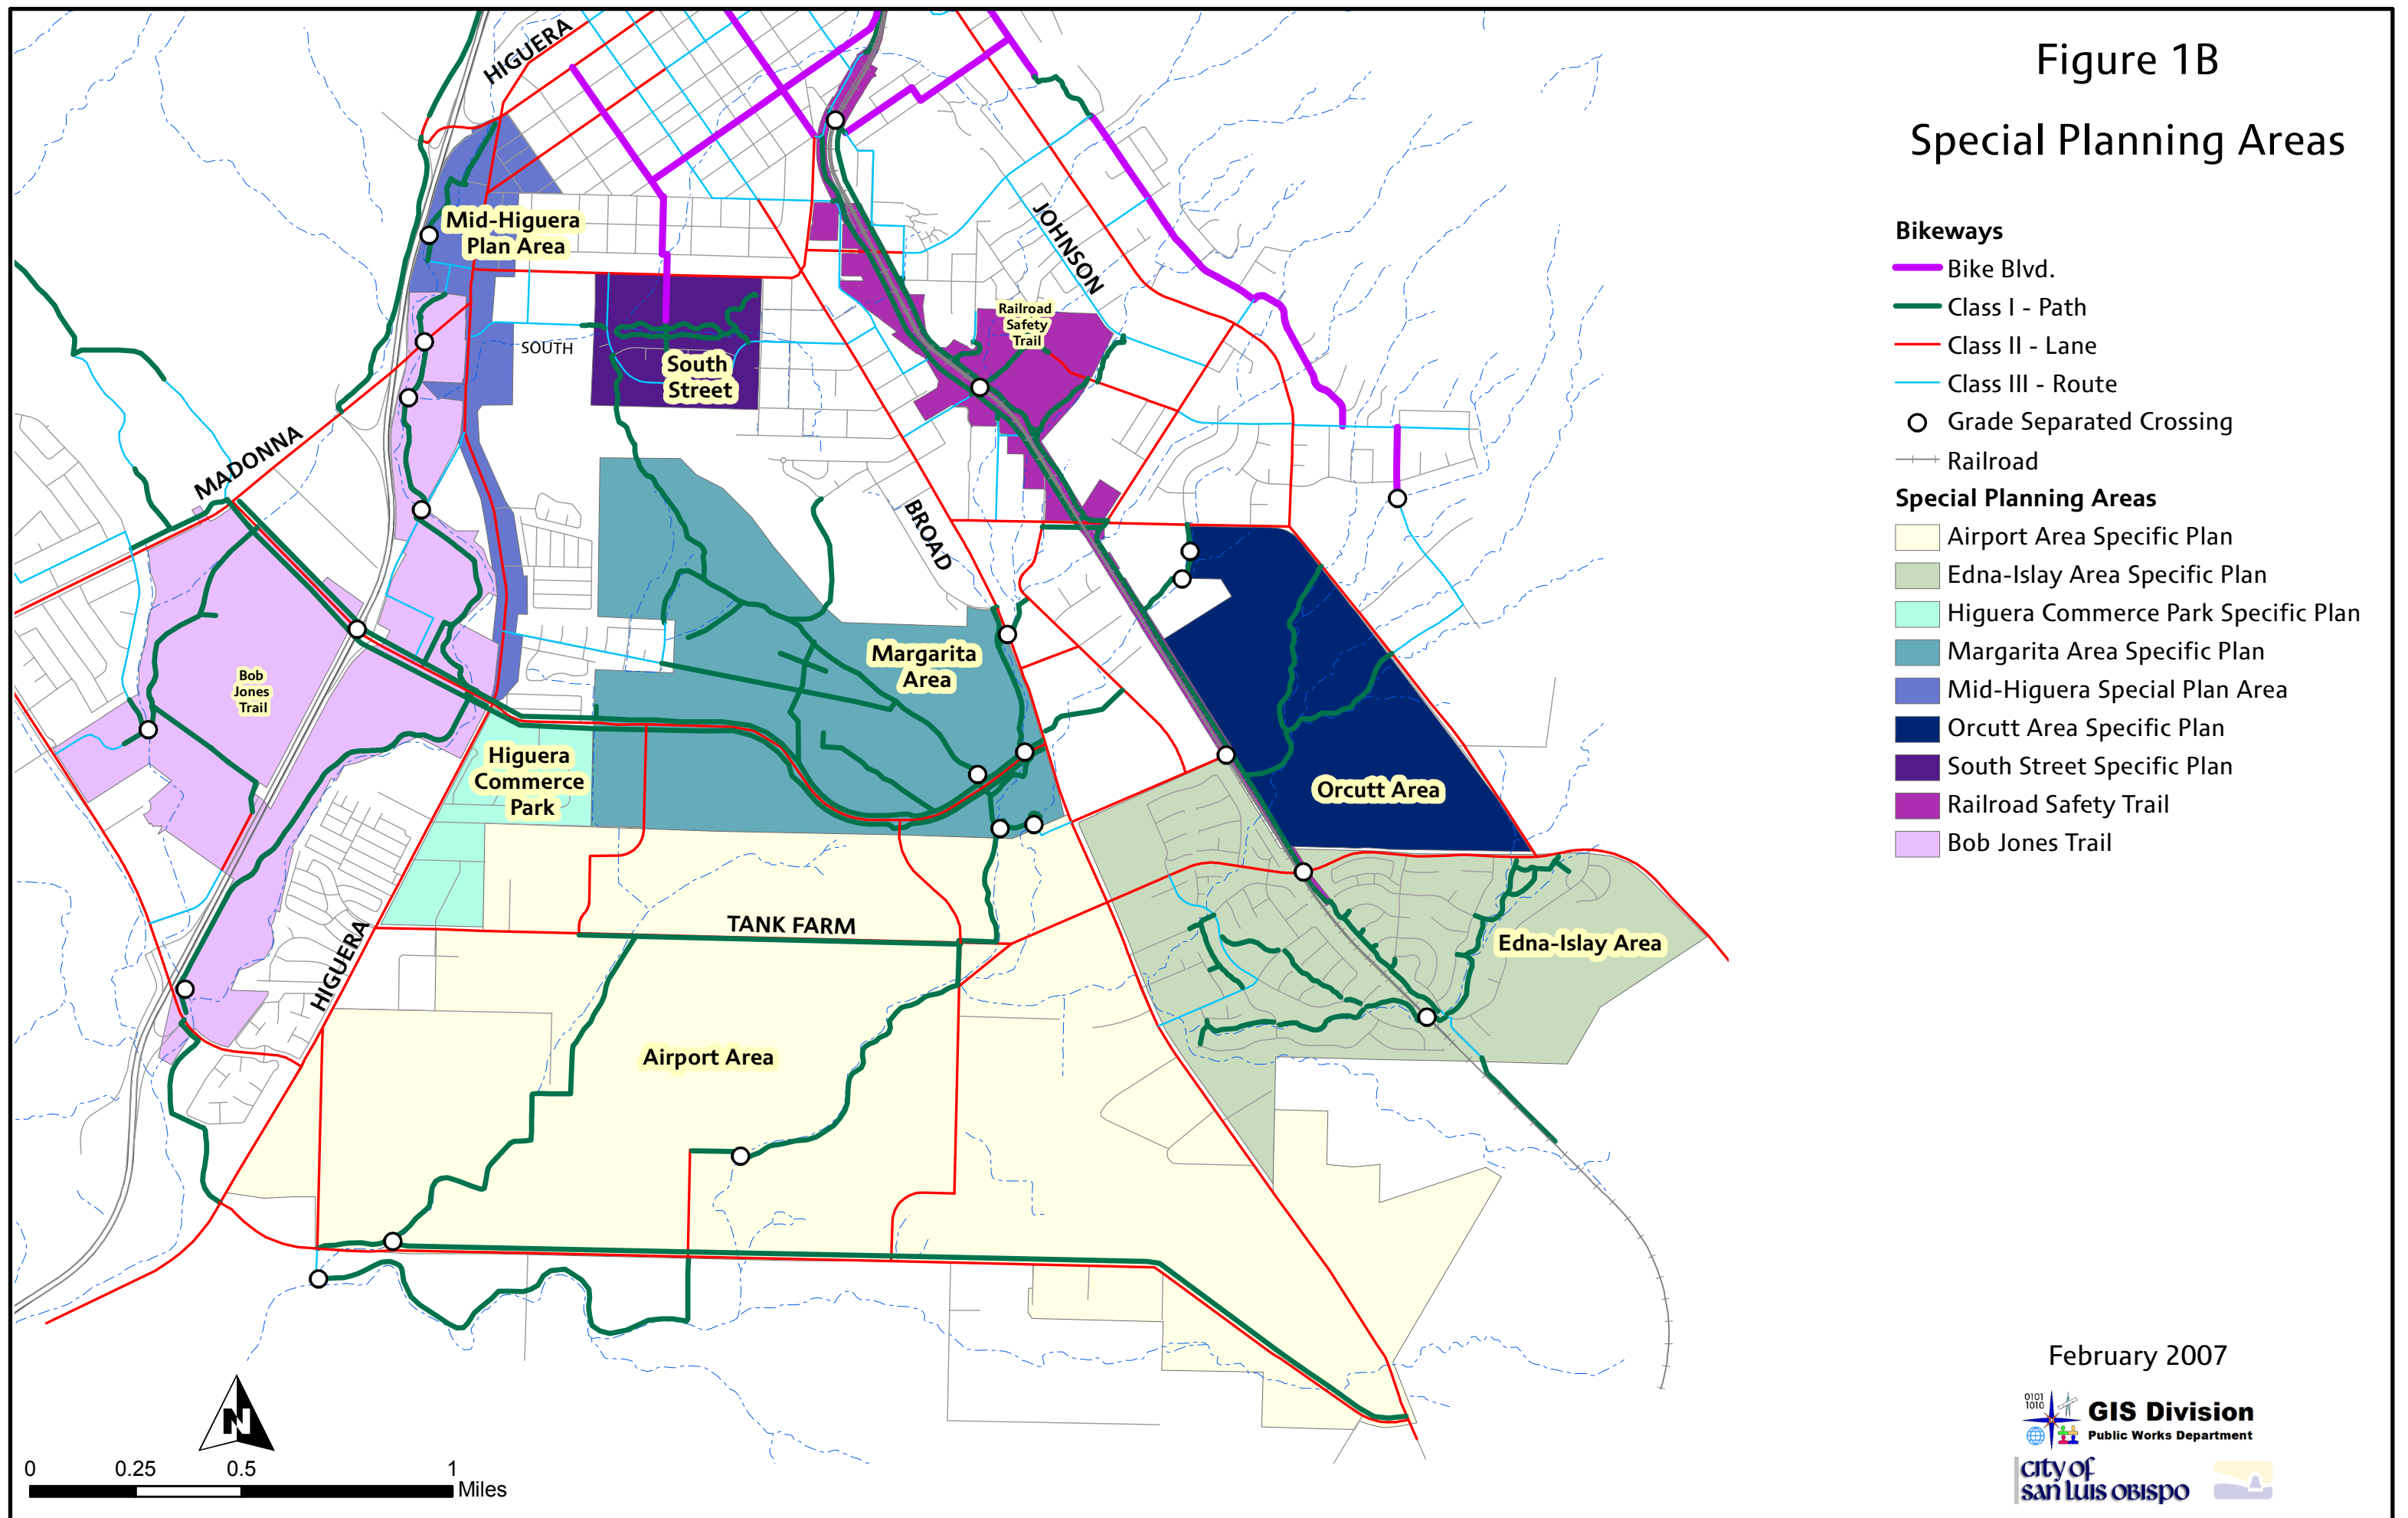 Figure 1B
Special Planning Areas
Bikeways
Bike Blvd.
Class I - Path
Class II - Lane
Class III - Route
Grade Separated Crossing
Railroad
Special Planning Areas
Airport Area Specific Plan
Edna-Islay Area Specific Plan
Higuera Commerce Park Specific Plan
Margarita Area Specific Plan
Mid-Higuera Special Plan Area
Orcutt Area Specific Plan
South Street Specific Plan
Railroad Safety Trail
Bob Jones Trail
HIGUERA
Mid-Higuera
Plan Area
JOHNSON
Railroad
Safety
Trail
SOUTH
South
Street
MADONNA
BROAD
Margarita
Area
Bob
Jones
Trail
Higuera
Commerce
Park
Orcutt Area
TANK FARM
HIGUERA
Edna-Islay Area
Airport Area
N
0 0.25 0.5 1
Miles
February 2007
0101
1010
GIS Division
Public Works Department
city of
san luis obispo